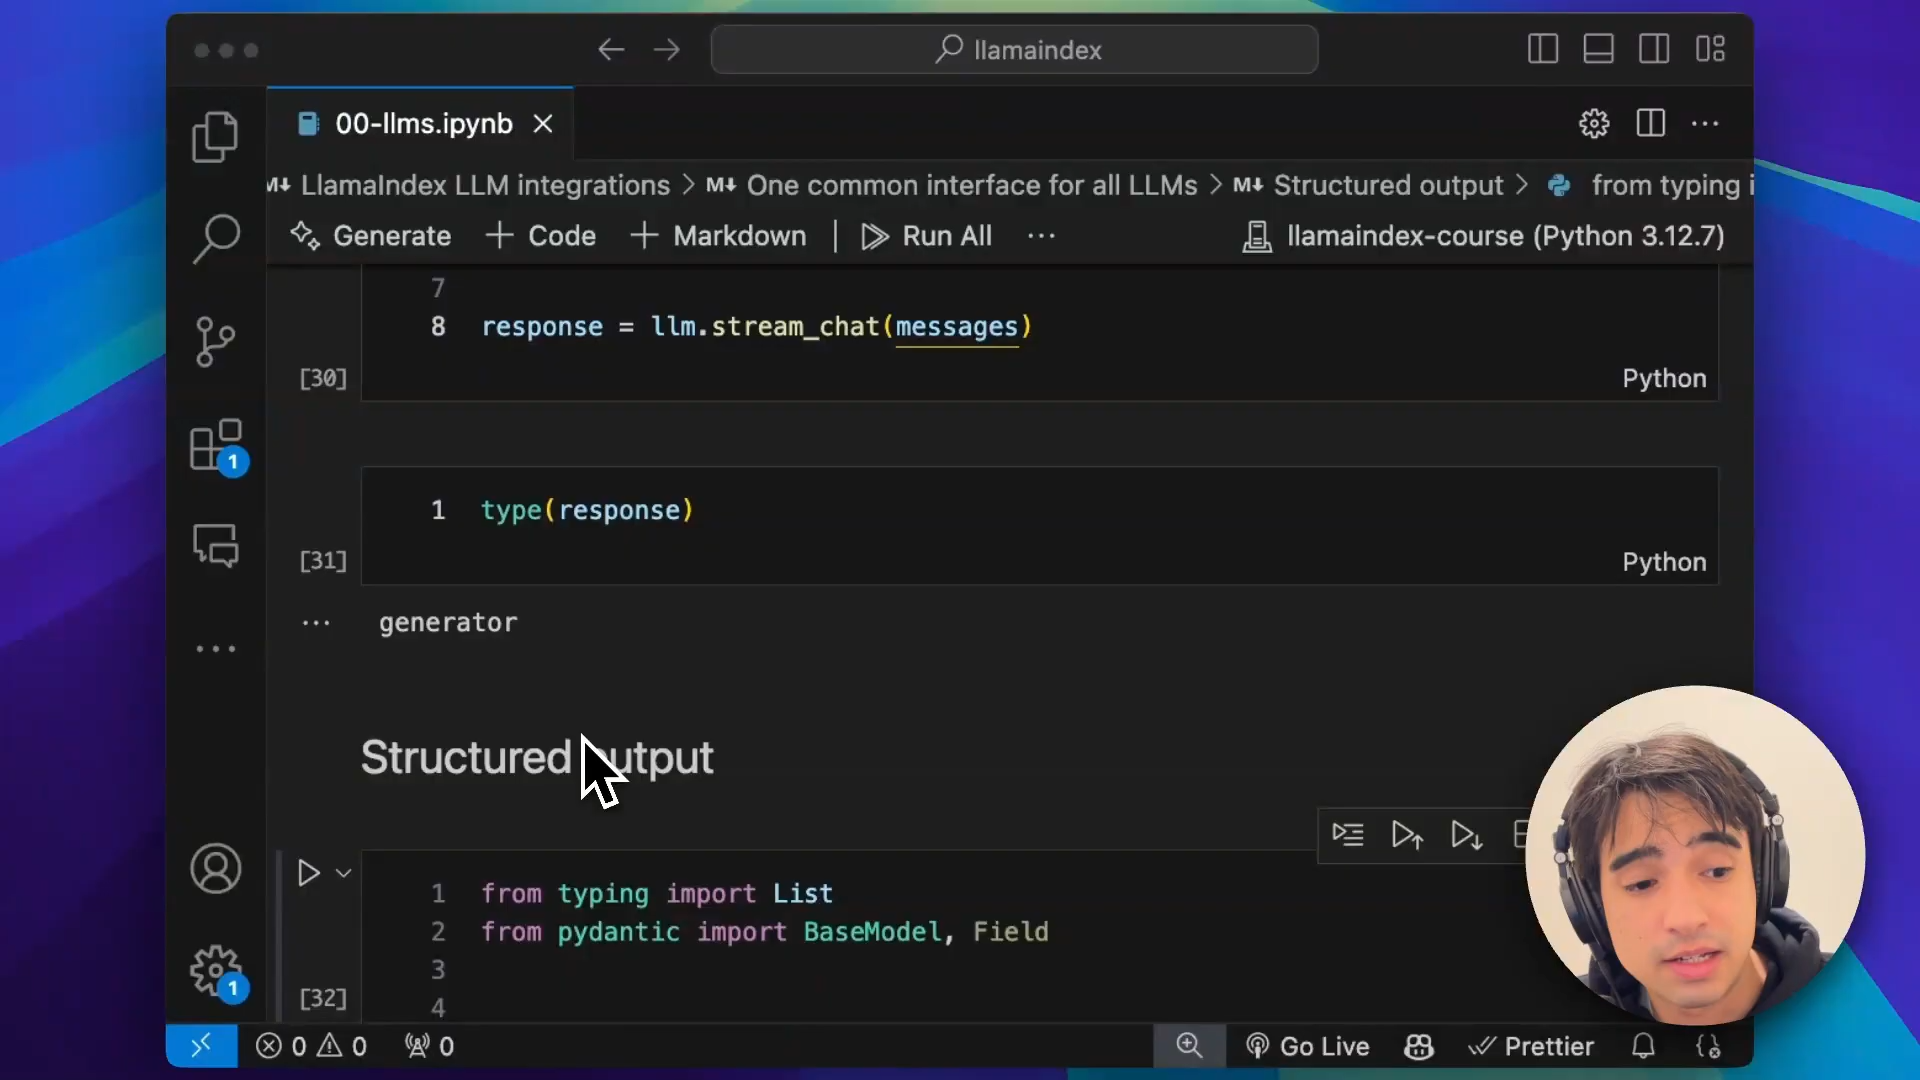 llamaindex
00-llms.ipynb
LlamaIndex LLM integrations > One common interface for all LLMs > Structured output > from typing i
Generate + Code + Markdown | Run All ··· llamaindex-course (Python 3.12.7)
7
8 response = llm.stream_chat(messages)
[30] Python
1 type(response)
[31] Python
··· generator
Structured output
1 from typing import List
2 from pydantic import BaseModel, Field
3
[32]
4
1
1
0 0 0 Go Live Prettier